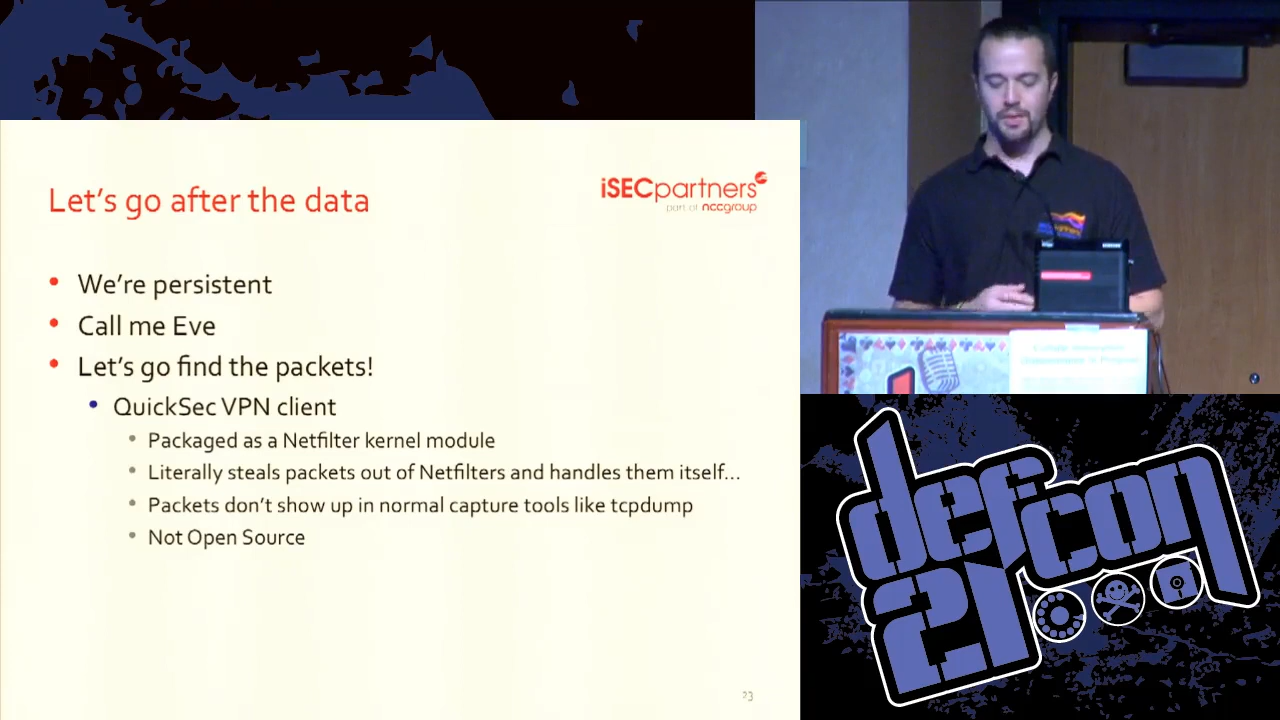 Let's go after the data
iSECpartners
part of nccgroup
We're persistent
Call me Eve
Let's go find the packets!
QuickSec VPN client
Packaged as a Netfilter kernel module
Literally steals packets out of Netfilters and handles them itself...
Packets don't show up in normal capture tools like tcpdump
Not Open Source
23
defcon
21